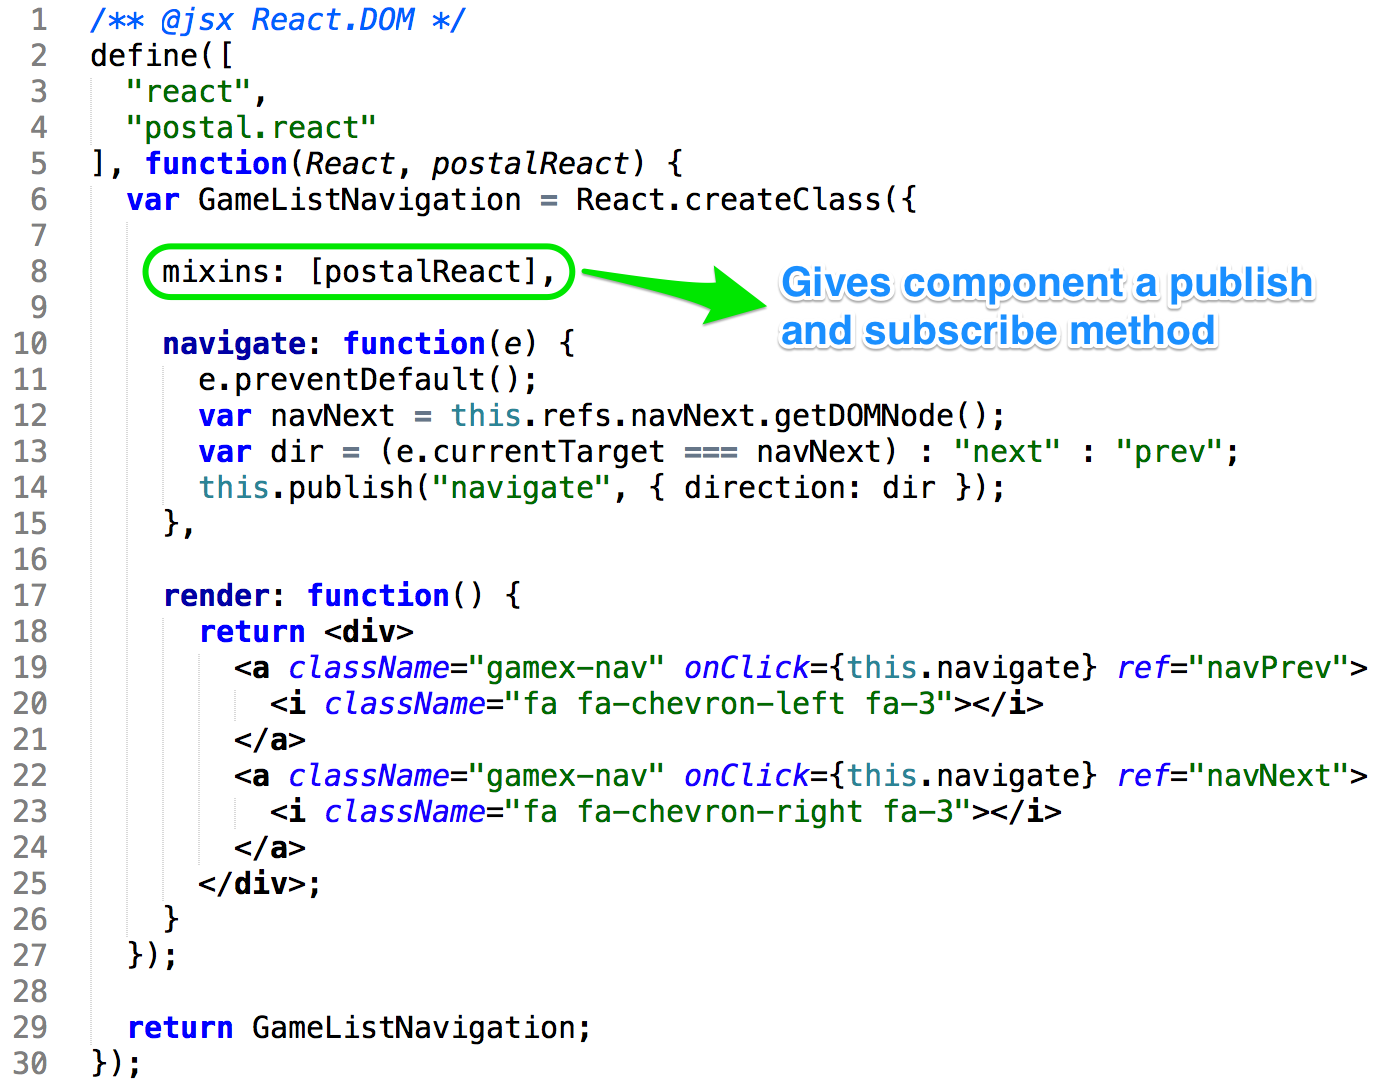 1 /** @jsx React.DOM */
2 define([
3   "react",
4   "postal.react"
5 ], function(React, postalReact) {
6   var GameListNavigation = React.createClass({
7
8     mixins: [postalReact],
Gives component a publish
and subscribe method
9
10     navigate: function(e) {
11       e.preventDefault();
12       var navNext = this.refs.navNext.getDOMNode();
13       var dir = (e.currentTarget === navNext) : "next" : "prev";
14       this.publish("navigate", { direction: dir });
15     },
16
17     render: function() {
18       return <div>
19         <a className="gamex-nav" onClick={this.navigate} ref="navPrev">
20           <i className="fa fa-chevron-left fa-3"></i>
21         </a>
22         <a className="gamex-nav" onClick={this.navigate} ref="navNext">
23           <i className="fa fa-chevron-right fa-3"></i>
24         </a>
25       </div>;
26     }
27   });
28
29   return GameListNavigation;
30 });